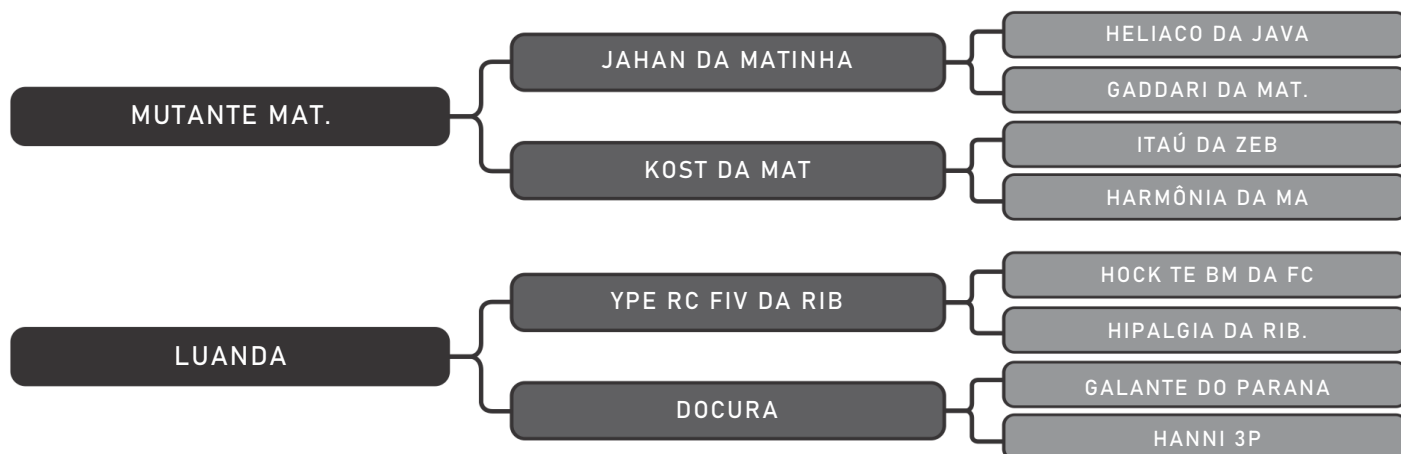 MUTANTE MAT.
JAHAN DA MATINHA
HELIACO DA JAVA
GADDARI DA MAT.
KOST DA MAT
ITAÚ DA ZEB
HARMÔNIA DA MA
LUANDA
YPE RC FIV DA RIB
HOCK TE BM DA FC
HIPALGIA DA RIB.
DOCURA
GALANTE DO PARANA
HANNI 3P